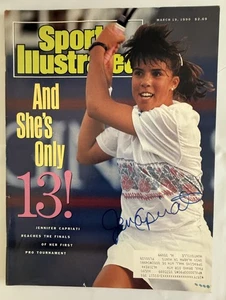 MARCH 19, 1990 $2.69
Sports
Illustrated
And
She's
Only
13!
JENNIFER CAPRIATI
REACHES THE FINALS
OF HER FIRST
PRO TOURNAMENT